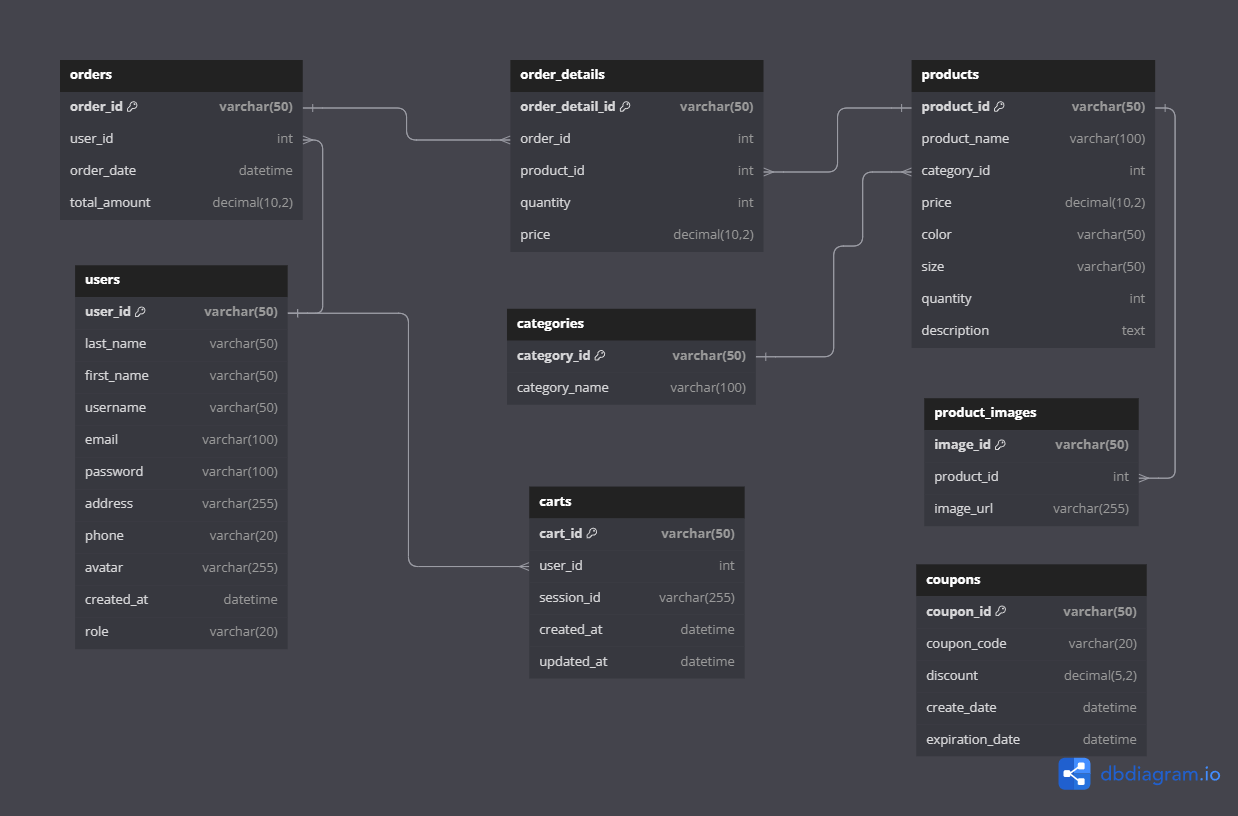 orders
order_id varchar(50)
user_id int
order_date datetime
total_amount decimal(10,2)
order_details
order_detail_id varchar(50)
order_id int
product_id int
quantity int
price decimal(10,2)
products
product_id varchar(50)
product_name varchar(100)
category_id int
price decimal(10,2)
color varchar(50)
size varchar(50)
quantity int
description text
users
user_id varchar(50)
last_name varchar(50)
first_name varchar(50)
username varchar(50)
email varchar(100)
password varchar(100)
address varchar(255)
phone varchar(20)
avatar varchar(255)
created_at datetime
role varchar(20)
categories
category_id varchar(50)
category_name varchar(100)
product_images
image_id varchar(50)
product_id int
image_url varchar(255)
carts
cart_id varchar(50)
user_id int
session_id varchar(255)
created_at datetime
updated_at datetime
coupons
coupon_id varchar(50)
coupon_code varchar(20)
discount decimal(5,2)
create_date datetime
expiration_date datetime
dbdiagram.io